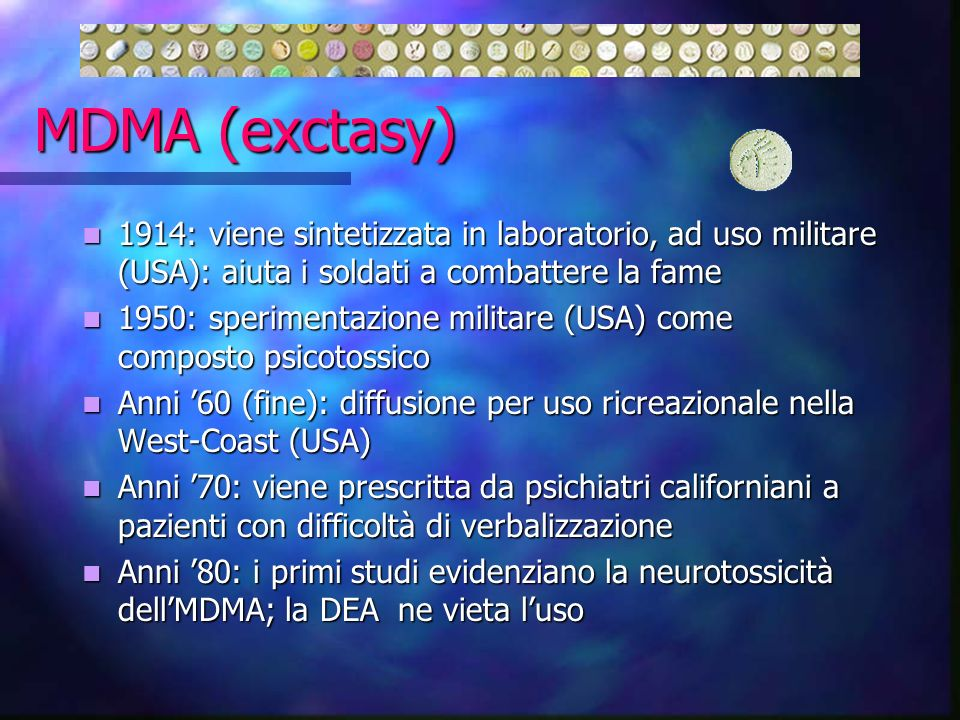 MDMA (exctasy)
1914: viene sintetizzata in laboratorio, ad uso militare
(USA): aiuta i soldati a combattere la fame
1950: sperimentazione militare (USA) come
composto psicotossico
Anni ’60 (fine): diffusione per uso ricreazionale nella
West-Coast (USA)
Anni ’70: viene prescritta da psichiatri californiani a
pazienti con difficoltà di verbalizzazione
Anni ’80: i primi studi evidenziano la neurotossicità
dell’MDMA; la DEA  ne vieta l’uso